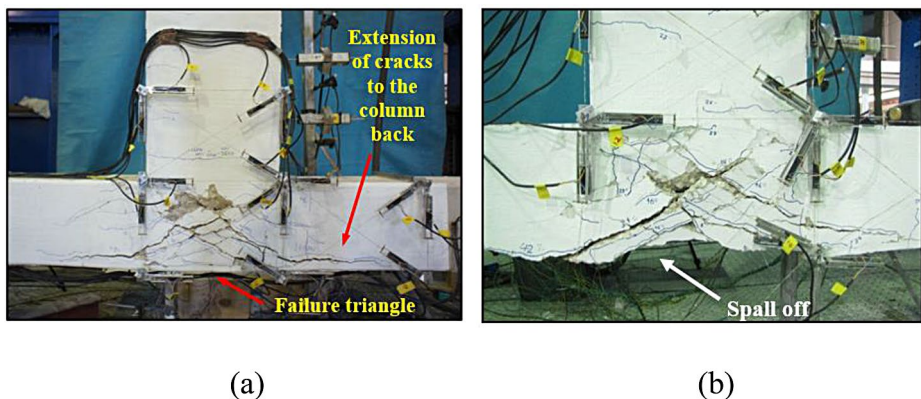 Extension
of cracks
to the
column
back
Failure triangle
Spall off
(a)
(b)